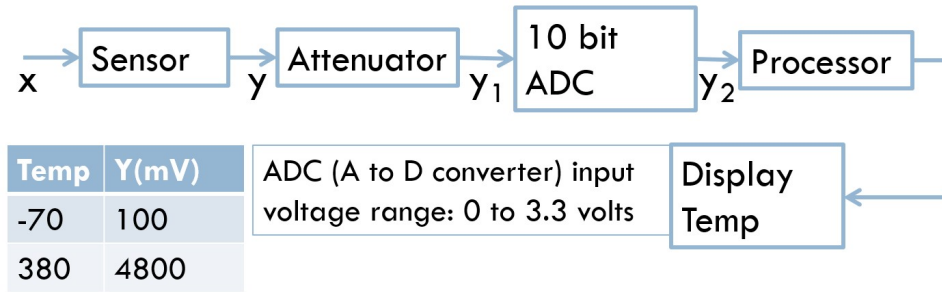 x
Sensor
y
Attenuator
y₁
10 bit
ADC
y₂
Processor
Temp Y(mV)
-70 100
380 4800
ADC (A to D converter) input
voltage range: 0 to 3.3 volts
Display
Temp